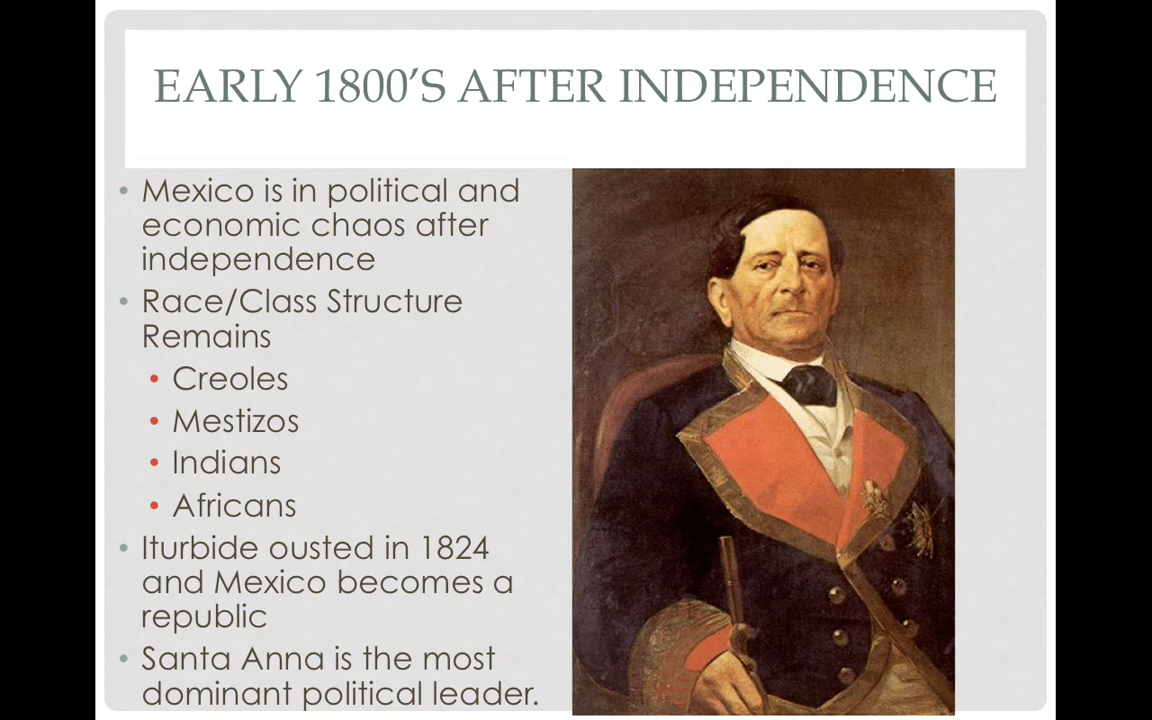 EARLY 1800’S AFTER INDEPENDENCE
• Mexico is in political and
economic chaos after
independence
• Race/Class Structure
Remains
• Creoles
• Mestizos
• Indians
• Africans
• Iturbide ousted in 1824
and Mexico becomes a
republic
• Santa Anna is the most
dominant political leader.